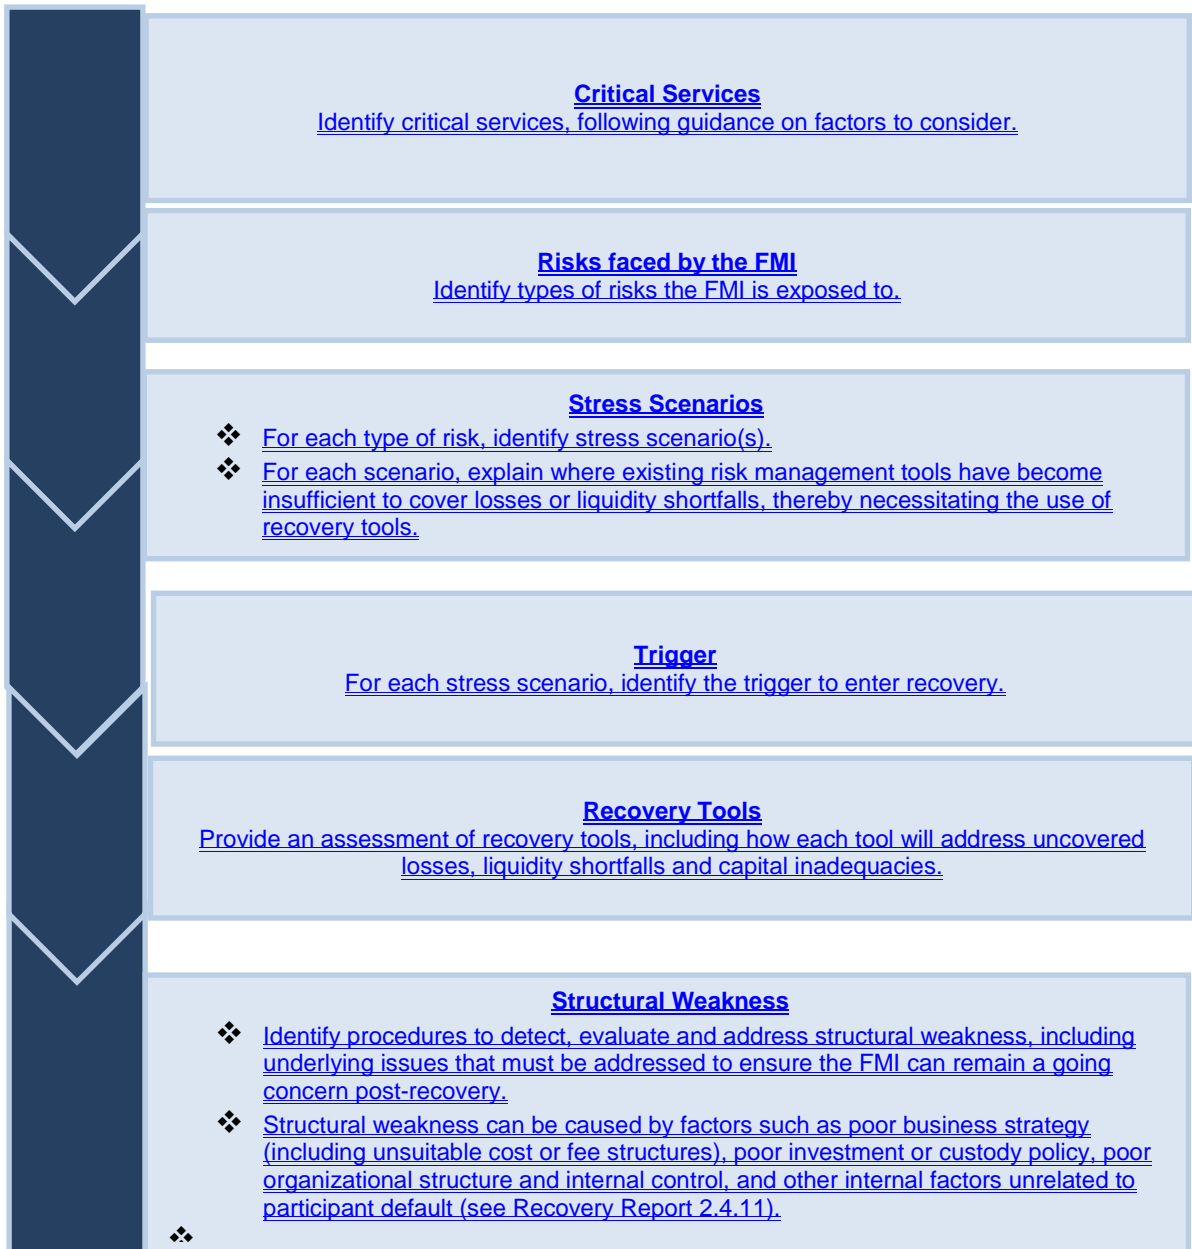 Critical Services
Identify critical services, following guidance on factors to consider.
Risks faced by the FMI
Identify types of risks the FMI is exposed to.
Stress Scenarios
❖ For each type of risk, identify stress scenario(s).
❖ For each scenario, explain where existing risk management tools have become
insufficient to cover losses or liquidity shortfalls, thereby necessitating the use of
recovery tools.
Trigger
For each stress scenario, identify the trigger to enter recovery.
Recovery Tools
Provide an assessment of recovery tools, including how each tool will address uncovered
losses, liquidity shortfalls and capital inadequacies.
Structural Weakness
❖ Identify procedures to detect, evaluate and address structural weakness, including
underlying issues that must be addressed to ensure the FMI can remain a going
concern post-recovery.
❖ Structural weakness can be caused by factors such as poor business strategy
(including unsuitable cost or fee structures), poor investment or custody policy, poor
organizational structure and internal control, and other internal factors unrelated to
participant default (see Recovery Report 2.4.11).
❖